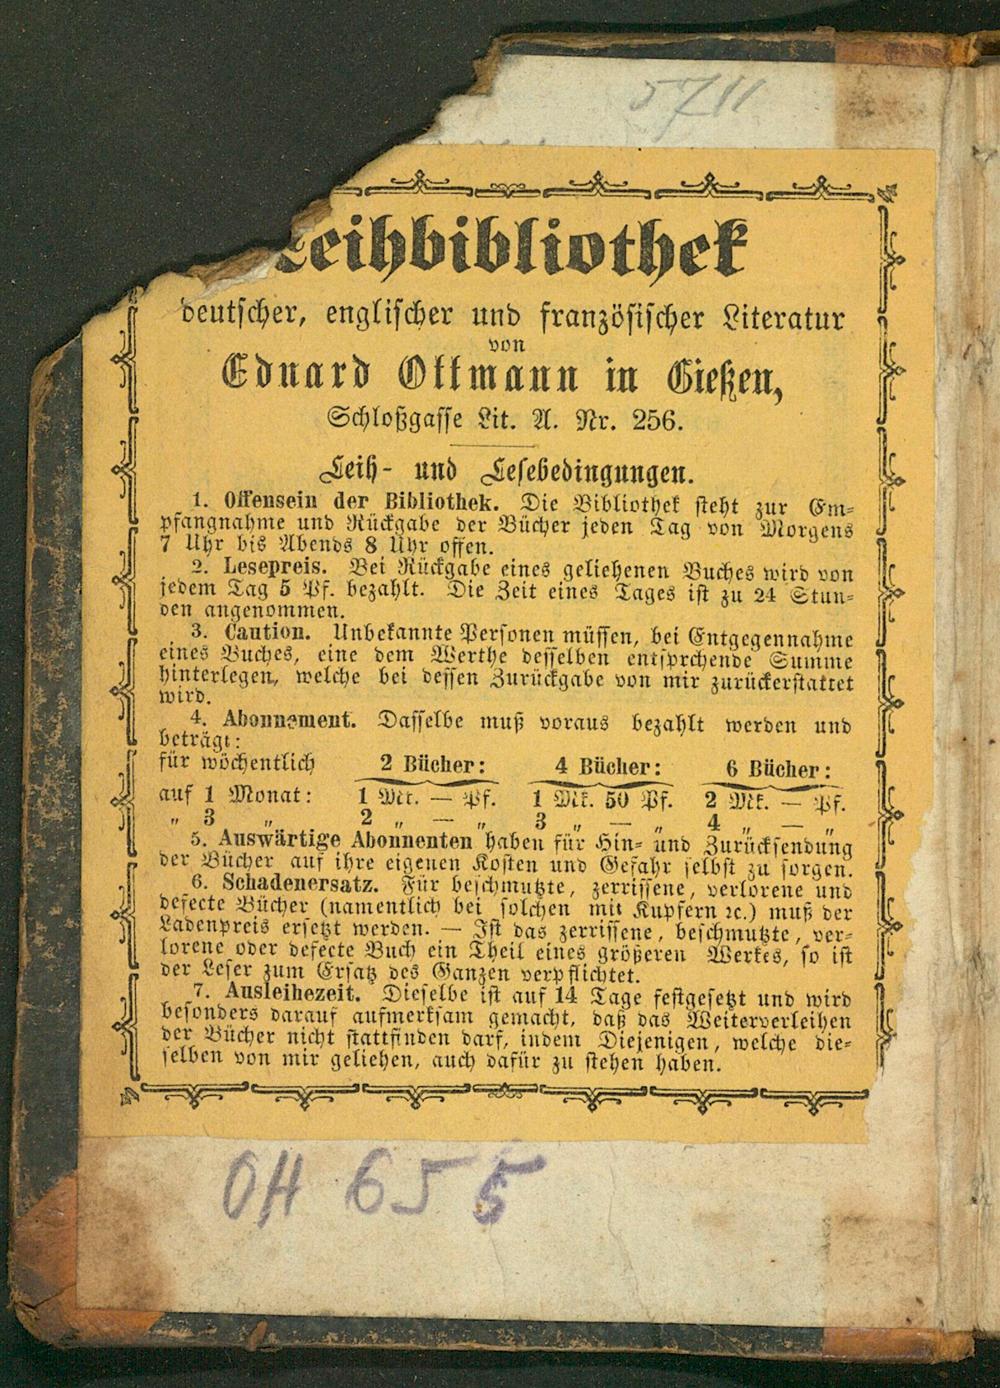 5711
Leihbibliothek
deutscher, englischer und französischer Literatur
von
Eduard Ottmann in Gießen,
Schloßgasse Lit. A. Nr. 256.
Leih- und Lesebedingungen.
1. Offensein der Bibliothek. Die Bibliothek steht zur Em-
pfangnahme und Rückgabe der Bücher jeden Tag von Morgens
7 Uhr bis Abends 8 Uhr offen.
2. Lesepreis. Bei Rückgabe eines geliehenen Buches wird von
jedem Tag 5 Pf. bezahlt. Die Zeit eines Tages ist zu 24 Stun-
den angenommen.
3. Caution. Unbekannte Personen müssen, bei Entgegennahme
eines Buches, eine dem Werthe desselben entsprchende Summe
hinterlegen, welche bei dessen Zurückgabe von mir zurückerstattet
wird.
4. Abonnement. Dasselbe muß voraus bezahlt werden und
beträgt:
für wöchentlich 2 Bücher: 4 Bücher: 6 Bücher:
auf 1 Monat: 1 Mk. — Pf. 1 Mk. 50 Pf. 2 Mk. — Pf.
„ 3 „ 2 „ — „ 3 „ — „ 4 „ — „
5. Auswärtige Abonnenten haben für Hin- und Zurücksendung
der Bücher auf ihre eigenen Kosten und Gefahr selbst zu sorgen.
6. Schadenersatz. Für beschmutzte, zerrissene, verlorene und
defecte Bücher (namentlich bei solchen mit Kupfern ꝛc.) muß der
Ladenpreis ersetzt werden. — Ist das zerrissene, beschmutzte, ver-
lorene oder defecte Buch ein Theil eines größeren Werkes, so ist
der Leser zum Ersatz des Ganzen verpflichtet.
7. Ausleihezeit. Dieselbe ist auf 14 Tage festgesetzt und wird
besonders darauf aufmerksam gemacht, daß das Weiterverleihen
der Bücher nicht stattfinden darf, indem Diejenigen, welche die-
selben von mir geliehen, auch dafür zu stehen haben.
OH 655